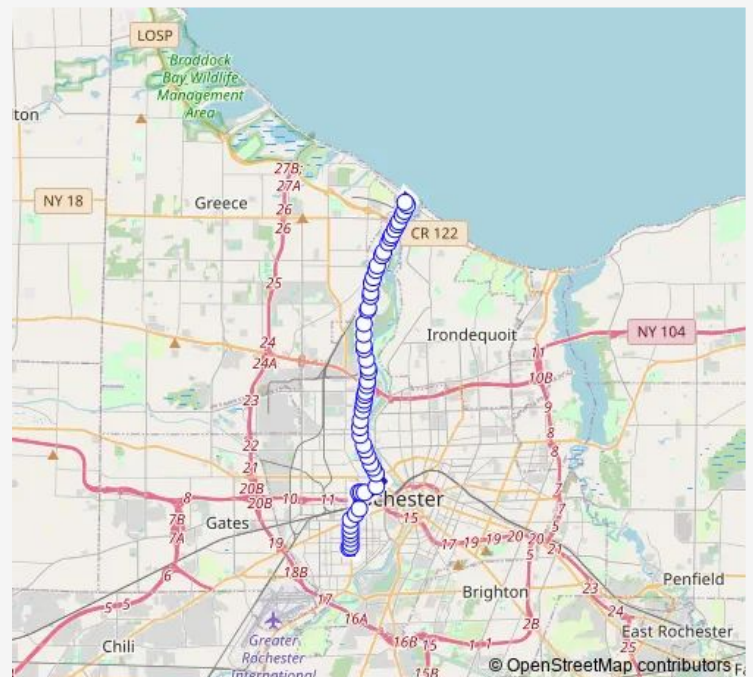 LOSP
Braddock
Bay Wildlife
Management
Area
ton
27B;
27A
NY 18
Greece
26
26
CR 122
25
Irondequoit
NY 104
24
24A
11
10B
23
9
8
8
22
21
20B
20B
10
11
8
7B
7A
Gates
chester
15
7
7
17
19
19
20
20
5
21
19
6
18B
5
5
17
16A
Brighton
23
Penfield
24
2B
East Rochester
25
Chili
Greater
Rochester
International
16B
15
1
1
15B
© OpenStreetMap contributors